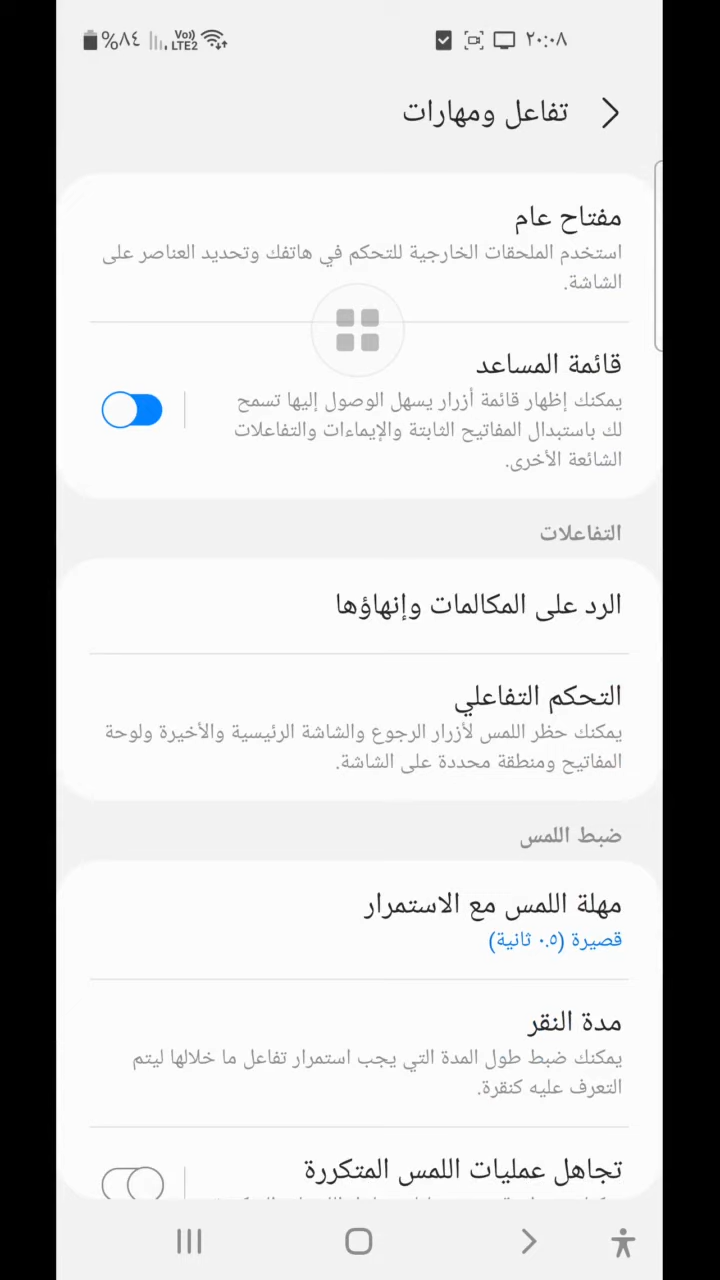 ٢٠:٠٨
%٨٤ Vo)) LTE2
تفاعل ومهارات
مفتاح عام
استخدم الملحقات الخارجية للتحكم في هاتفك وتحديد العناصر على
الشاشة.
قائمة المساعد
يمكنك إظهار قائمة أزرار يسهل الوصول إليها تسمح
لك باستبدال المفاتيح الثابتة والإيماءات والتفاعلات
الشائعة الأخرى.
التفاعلات
الرد على المكالمات وإنهاؤها
التحكم التفاعلي
يمكنك حظر اللمس لأزرار الرجوع والشاشة الرئيسية والأخيرة ولوحة
المفاتيح ومنطقة محددة على الشاشة.
ضبط اللمس
مهلة اللمس مع الاستمرار
قصيرة (٠.٥ ثانية)
مدة النقر
يمكنك ضبط طول المدة التي يجب استمرار تفاعل ما خلالها ليتم
التعرف عليه كنقرة.
تجاهل عمليات اللمس المتكررة